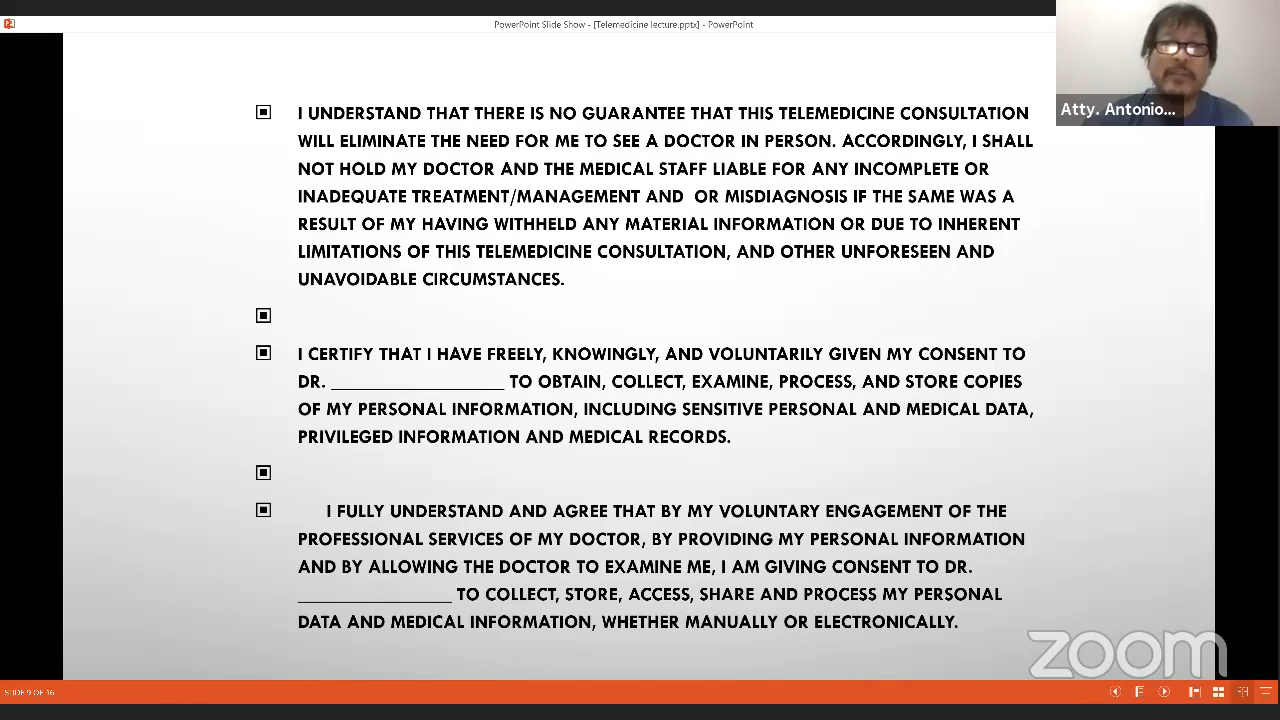 PowerPoint Slide Show - [Telemedicine lecture.pptx] - PowerPoint
Atty. Antonio...
I UNDERSTAND THAT THERE IS NO GUARANTEE THAT THIS TELEMEDICINE CONSULTATION
WILL ELIMINATE THE NEED FOR ME TO SEE A DOCTOR IN PERSON. ACCORDINGLY, I SHALL
NOT HOLD MY DOCTOR AND THE MEDICAL STAFF LIABLE FOR ANY INCOMPLETE OR
INADEQUATE TREATMENT/MANAGEMENT AND  OR MISDIAGNOSIS IF THE SAME WAS A
RESULT OF MY HAVING WITHHELD ANY MATERIAL INFORMATION OR DUE TO INHERENT
LIMITATIONS OF THIS TELEMEDICINE CONSULTATION, AND OTHER UNFORESEEN AND
UNAVOIDABLE CIRCUMSTANCES.
I CERTIFY THAT I HAVE FREELY, KNOWINGLY, AND VOLUNTARILY GIVEN MY CONSENT TO
DR. ____________________ TO OBTAIN, COLLECT, EXAMINE, PROCESS, AND STORE COPIES
OF MY PERSONAL INFORMATION, INCLUDING SENSITIVE PERSONAL AND MEDICAL DATA,
PRIVILEGED INFORMATION AND MEDICAL RECORDS.
I FULLY UNDERSTAND AND AGREE THAT BY MY VOLUNTARY ENGAGEMENT OF THE
PROFESSIONAL SERVICES OF MY DOCTOR, BY PROVIDING MY PERSONAL INFORMATION
AND BY ALLOWING THE DOCTOR TO EXAMINE ME, I AM GIVING CONSENT TO DR.
__________________ TO COLLECT, STORE, ACCESS, SHARE AND PROCESS MY PERSONAL
DATA AND MEDICAL INFORMATION, WHETHER MANUALLY OR ELECTRONICALLY.
zoom
SLIDE 9 OF 16